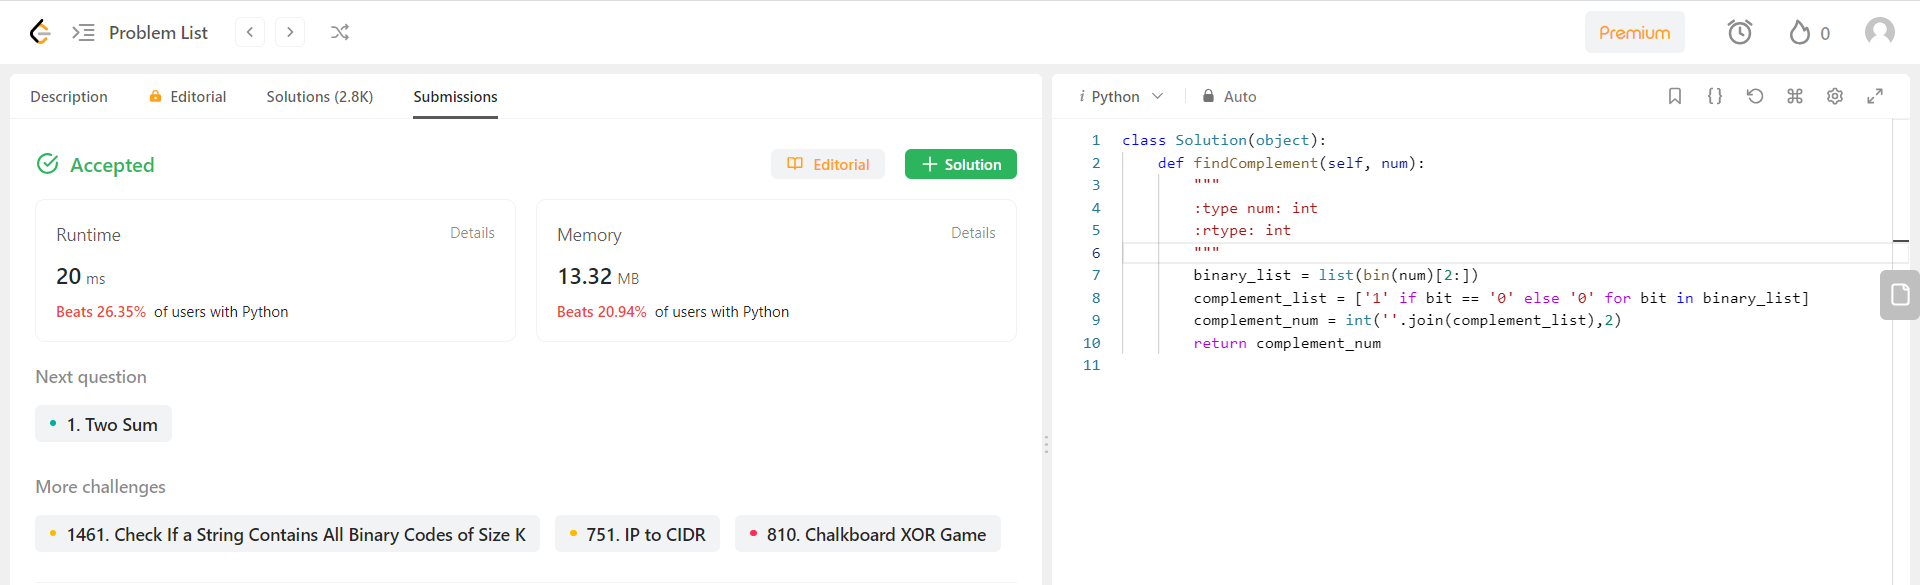 Problem List
Premium
0
Description Editorial Solutions (2.8K) Submissions
Accepted
Editorial
Solution
Runtime
Details
20 ms
Beats 26.35% of users with Python
Memory
Details
13.32 MB
Beats 20.94% of users with Python
Next question
1. Two Sum
More challenges
1461. Check If a String Contains All Binary Codes of Size K
751. IP to CIDR
810. Chalkboard XOR Game
i Python
Auto
1 class Solution(object):
2     def findComplement(self, num):
3         """
4         :type num: int
5         :rtype: int
6         """
7         binary_list = list(bin(num)[2:])
8         complement_list = ['1' if bit == '0' else '0' for bit in binary_list]
9         complement_num = int(''.join(complement_list),2)
10         return complement_num
11